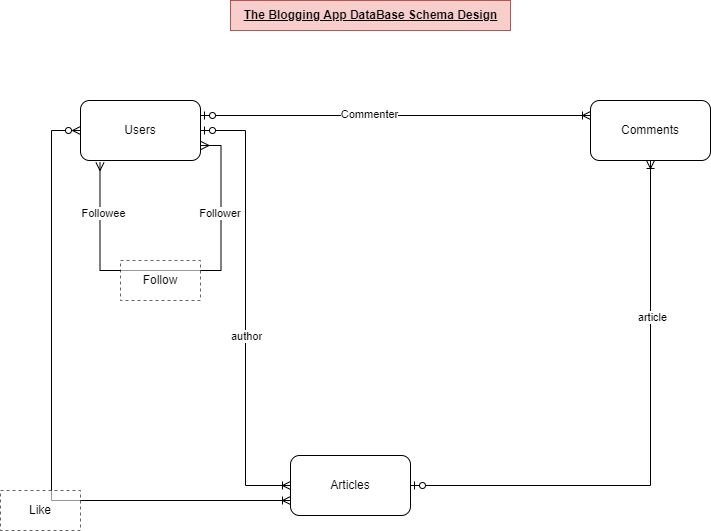 The Blogging App DataBase Schema Design
Commenter
Users
Comments
Followee
Follower
Follow
article
author
Articles
Like